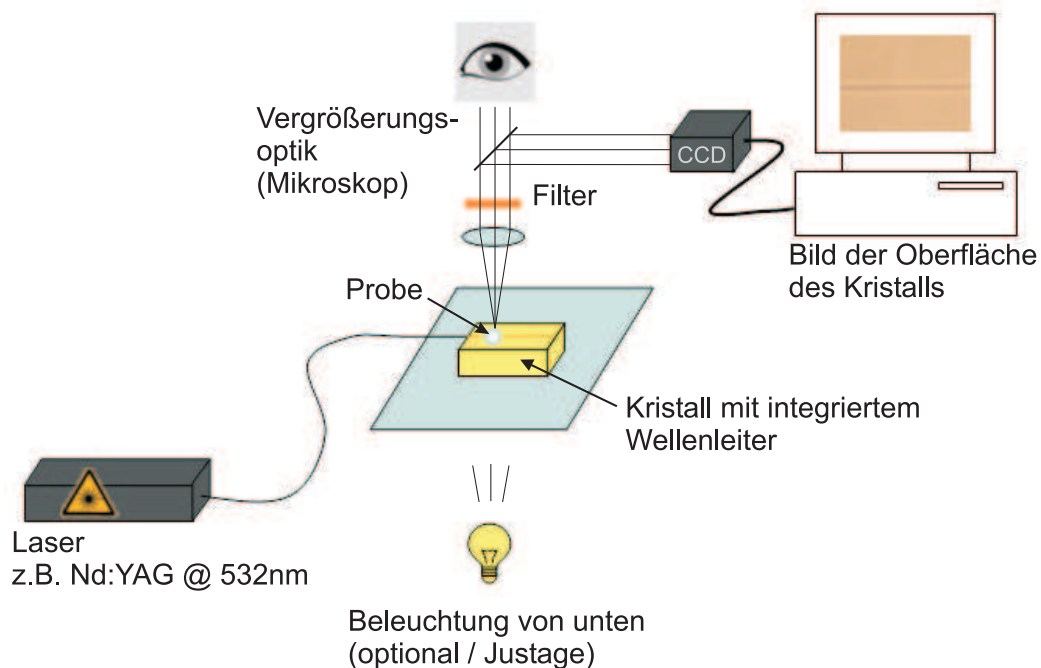 Vergrößerungs-
optik
(Mikroskop)
CCD
Filter
Bild der Oberfläche
des Kristalls
Probe
Kristall mit integriertem
Wellenleiter
Laser
z.B. Nd:YAG @ 532nm
Beleuchtung von unten
(optional / Justage)